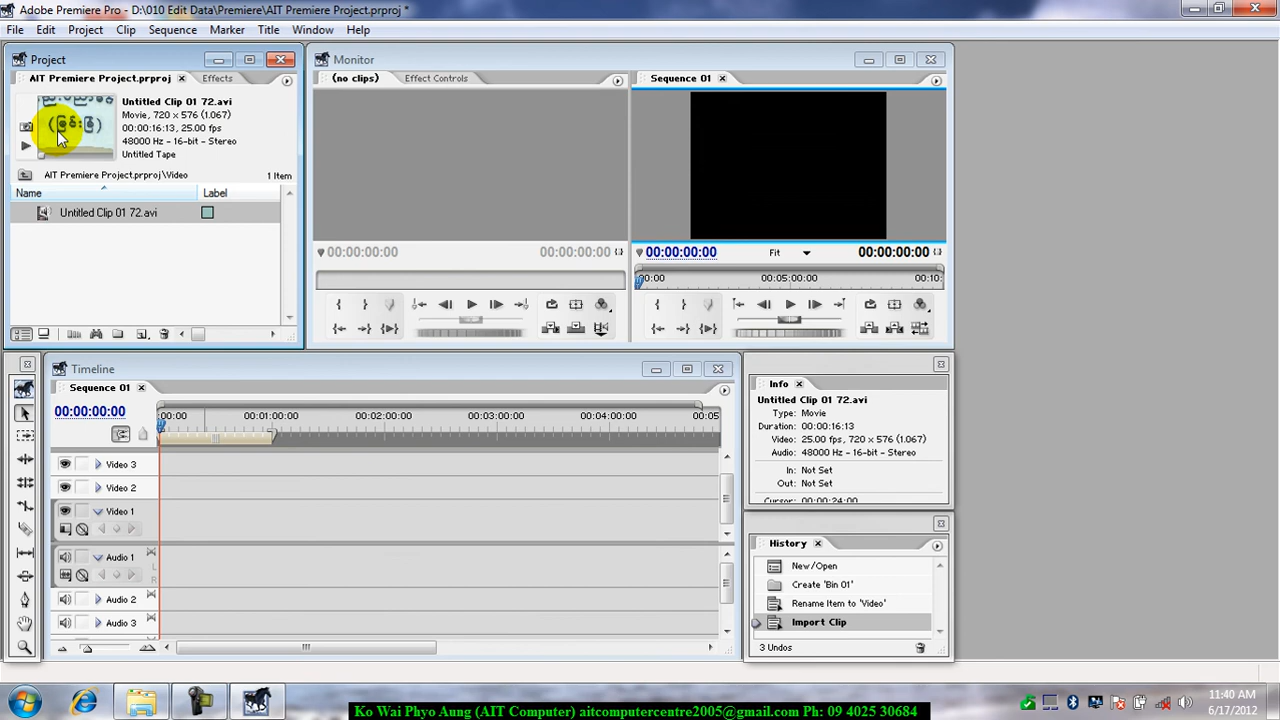 Adobe Premiere Pro - D:\010 Edit Data\Premiere\AIT Premiere Project.prproj *
File Edit Project Clip Sequence Marker Title Window Help
Project
AIT Premiere Project.prproj Effects
Untitled Clip 01 72.avi
Movie, 720 x 576 (1.067)
00:00:16:13, 25.00 fps
48000 Hz - 16-bit - Stereo
Untitled Tape
AIT Premiere Project.prproj\Video 1 Item
Name Label
Untitled Clip 01 72.avi
Monitor
(no clips) Effect Controls
00:00:00:00 00:00:00:00
Sequence 01
00:00:00:00 Fit 00:00:00:00
00:00 00:05:00:00 00:10:
Timeline
Sequence 01
00:00:00:00
00:00 00:01:00:00 00:02:00:00 00:03:00:00 00:04:00:00 00:05
Video 3
Video 2
Video 1
Audio 1
L
R
Audio 2
Audio 3
Info
Untitled Clip 01 72.avi
Type: Movie
Duration: 00:00:16:13
Video: 25.00 fps, 720 x 576 (1.067)
Audio: 48000 Hz - 16-bit - Stereo
In: Not Set
Out: Not Set
Cursor: 00:00:24:00
History
New/Open
Create 'Bin 01'
Rename Item to 'Video'
Import Clip
3 Undos
11:40 AM
6/17/2012
Ko Wai Phyo Aung (AIT Computer) aitcomputercentre2005@gmail.com Ph: 09 4025 30684